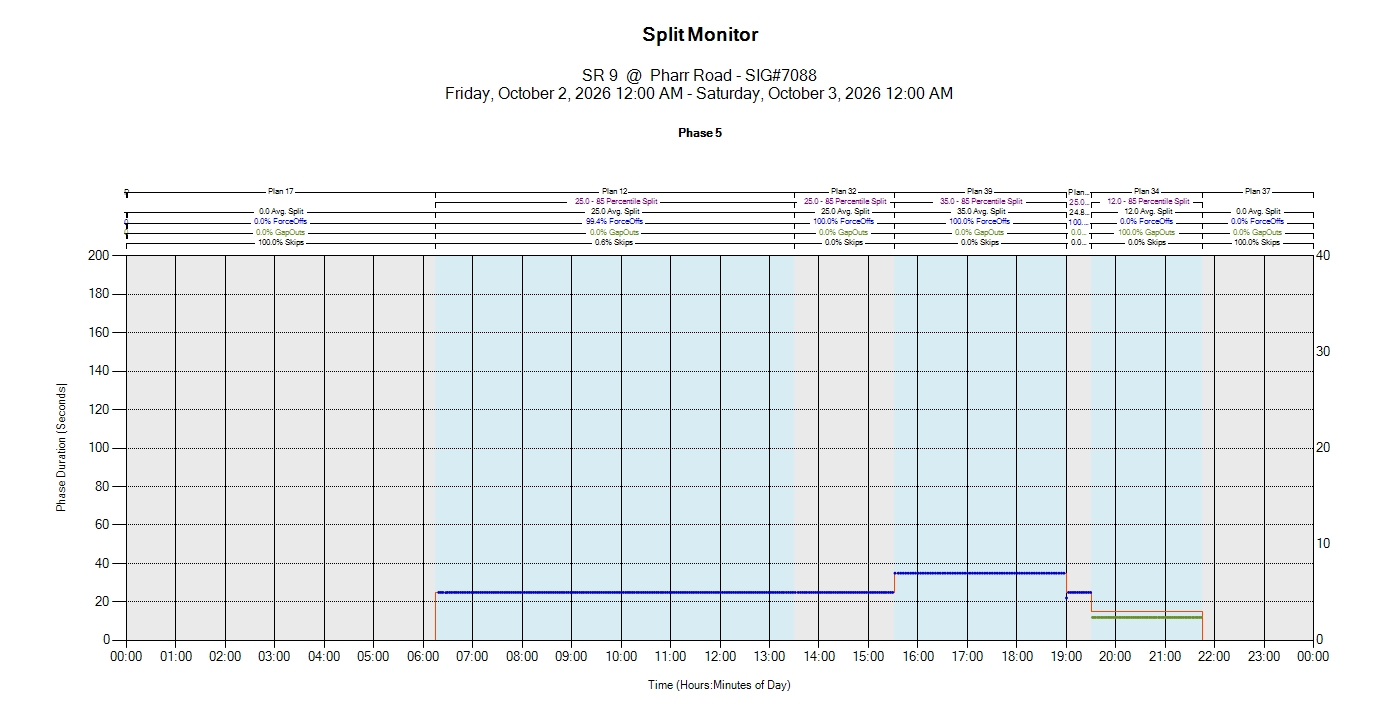 Split Monitor
SR 9 @ Pharr Road - SIG#7088
Friday, October 2, 2026 12:00 AM - Saturday, October 3, 2026 12:00 AM
Phase 5
Plan 17 Plan 12 Plan 32 Plan 39 Plan... Plan 34 Plan 37
25.0 - 85 Percentile Split 25.0 - 85 Percentile Split 35.0 - 85 Percentile Split 25.0... 12.0 - 85 Percentile Split
0.0 Avg. Split 25.0 Avg. Split 25.0 Avg. Split 35.0 Avg. Split 24.8... 12.0 Avg. Split 0.0 Avg. Split
0.0% ForceOffs 99.4% ForceOffs 100.0% ForceOffs 100.0% ForceOffs 100... 0.0% ForceOffs 0.0% ForceOffs
0.0% GapOuts 0.0% GapOuts 0.0% GapOuts 0.0% GapOuts 0.0... 100.0% GapOuts 0.0% GapOuts
100.0% Skips 0.6% Skips 0.0% Skips 0.0% Skips 0.0... 0.0% Skips 100.0% Skips
200 40
180
160
30
140
120
100 20
80
60
10
40
20
0 0
Phase Duration (Seconds)
00:00 01:00 02:00 03:00 04:00 05:00 06:00 07:00 08:00 09:00 10:00 11:00 12:00 13:00 14:00 15:00 16:00 17:00 18:00 19:00 20:00 21:00 22:00 23:00 00:00
Time (Hours:Minutes of Day)